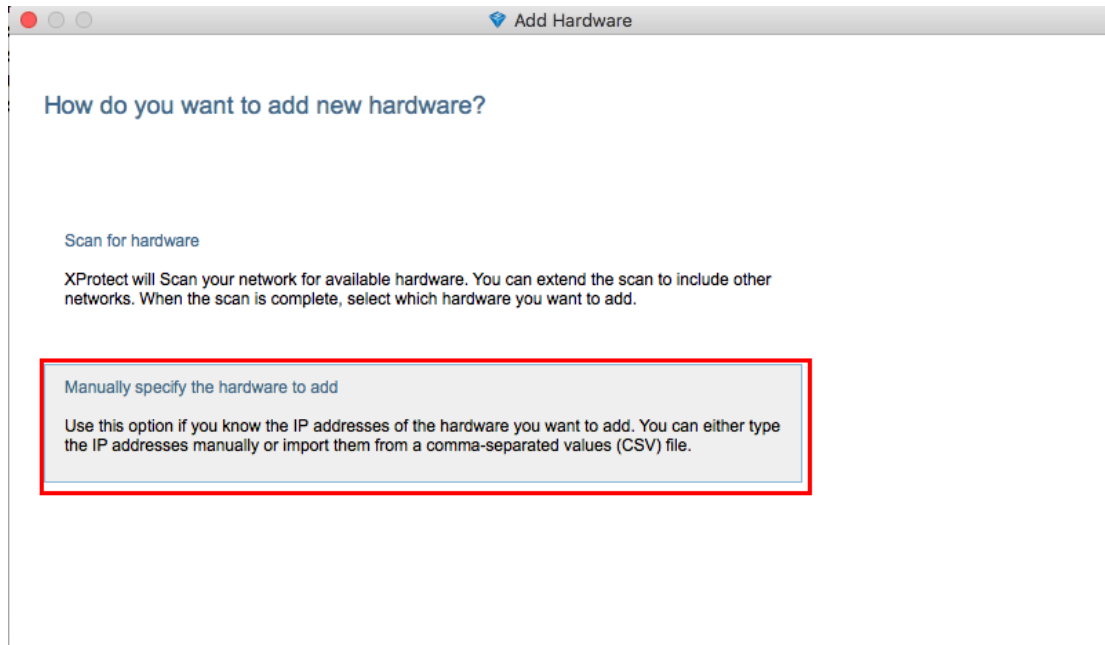 Add Hardware
How do you want to add new hardware?
Scan for hardware
XProtect will Scan your network for available hardware. You can extend the scan to include other
networks. When the scan is complete, select which hardware you want to add.
Manually specify the hardware to add
Use this option if you know the IP addresses of the hardware you want to add. You can either type
the IP addresses manually or import them from a comma-separated values (CSV) file.